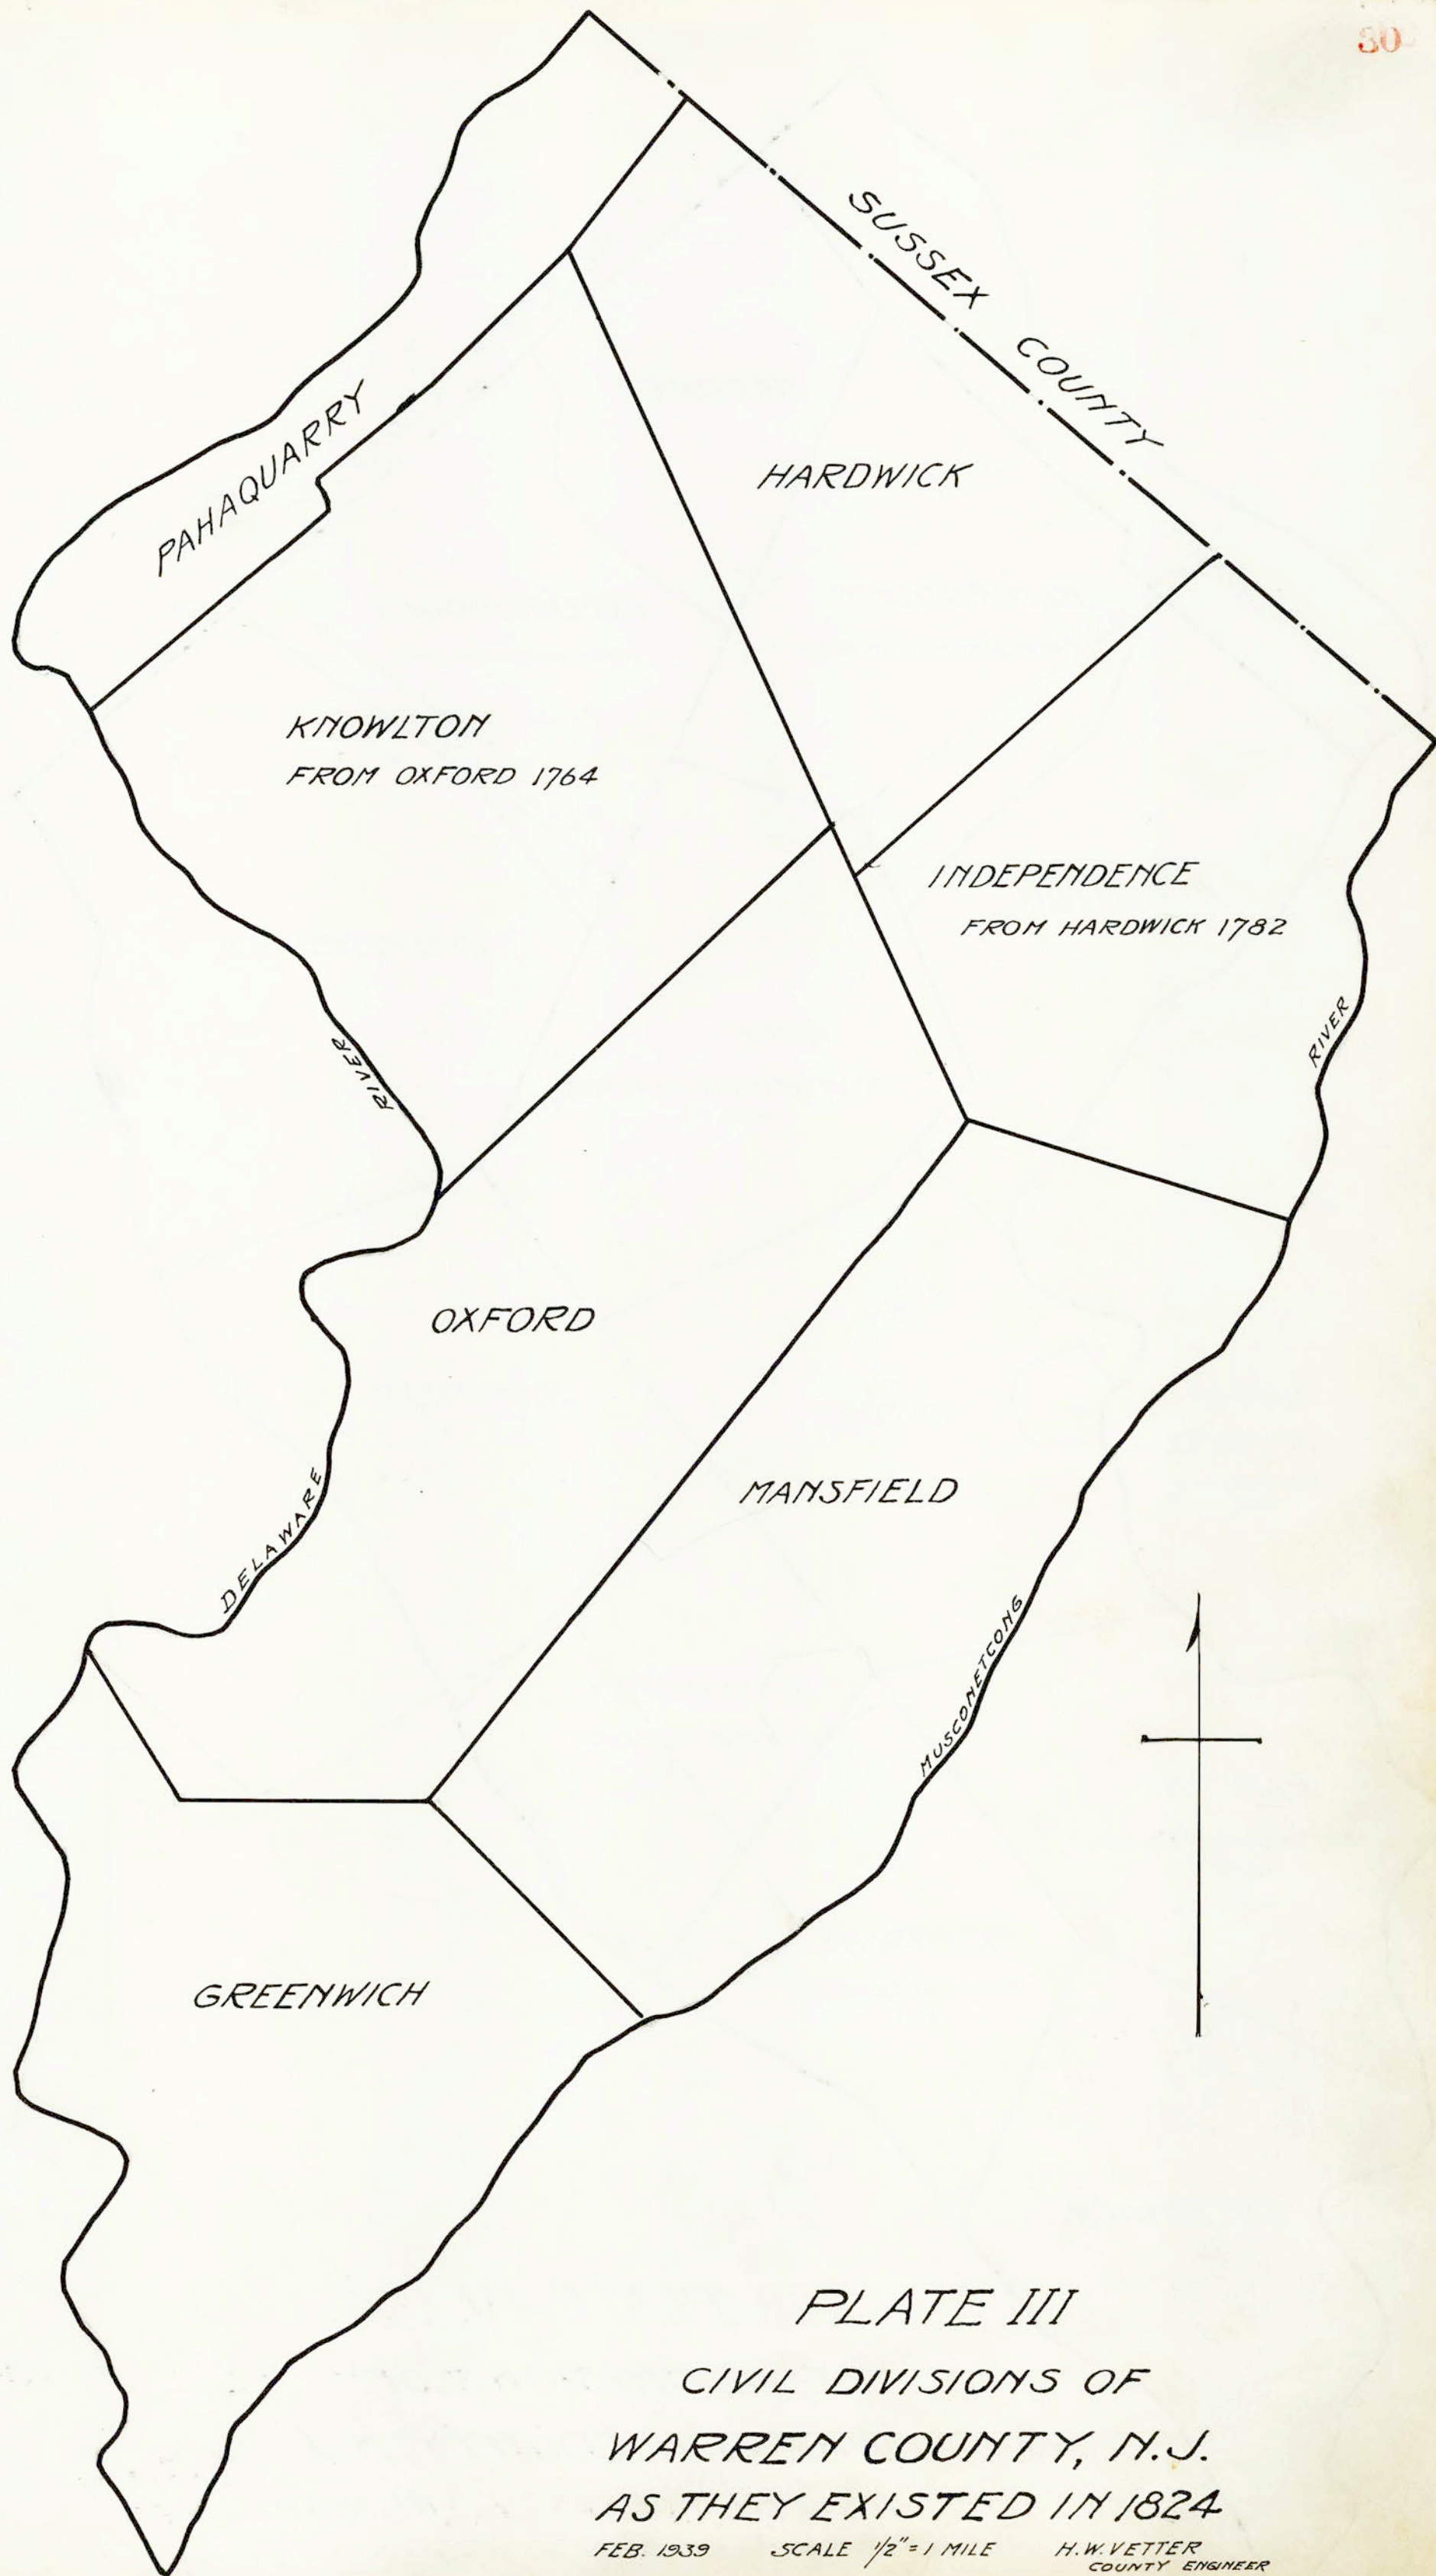 30
SUSSEX COUNTY
PAHAQUARRY
HARDWICK
KNOWLTON
FROM OXFORD 1764
INDEPENDENCE
FROM HARDWICK 1782
RIVER
RIVER
OXFORD
DELAWARE
MANSFIELD
MUSCONETCONG
GREENWICH
PLATE III
CIVIL DIVISIONS OF
WARREN COUNTY, N.J.
AS THEY EXISTED IN 1824
FEB. 1939 SCALE 1/2" = 1 MILE H. W. VETTER
COUNTY ENGINEER